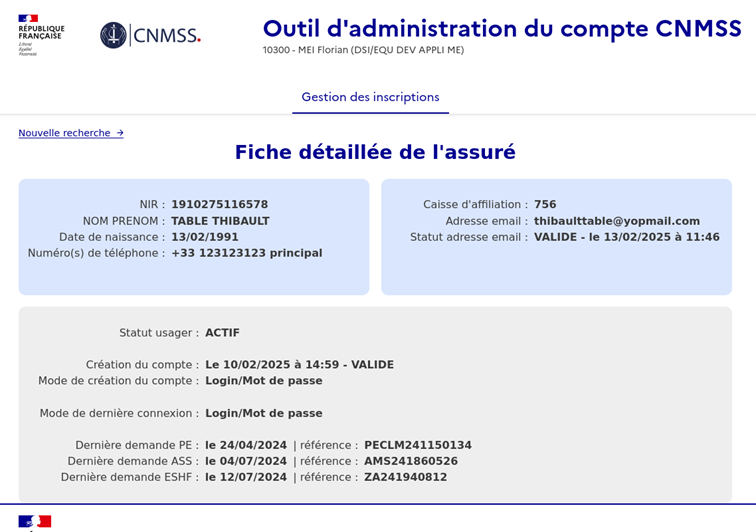 RÉPUBLIQUE
FRANÇAISE
Liberté
Égalité
Fraternité
CNMSS.
Outil d'administration du compte CNMSS
10300 - MEI Florian (DSI/EQU DEV APPLI ME)
Gestion des inscriptions
Nouvelle recherche →
Fiche détaillée de l'assuré
NIR : 1910275116578
NOM PRENOM : TABLE THIBAULT
Date de naissance : 13/02/1991
Numéro(s) de téléphone : +33 123123123 principal
Caisse d'affiliation : 756
Adresse email : thibaulttable@yopmail.com
Statut adresse email : VALIDE - le 13/02/2025 à 11:46
Statut usager : ACTIF
Création du compte : Le 10/02/2025 à 14:59 - VALIDE
Mode de création du compte : Login/Mot de passe
Mode de dernière connexion : Login/Mot de passe
Dernière demande PE : le 24/04/2024 | référence : PECLM241150134
Dernière demande ASS : le 04/07/2024 | référence : AMS241860526
Dernière demande ESHF : le 12/07/2024 | référence : ZA241940812